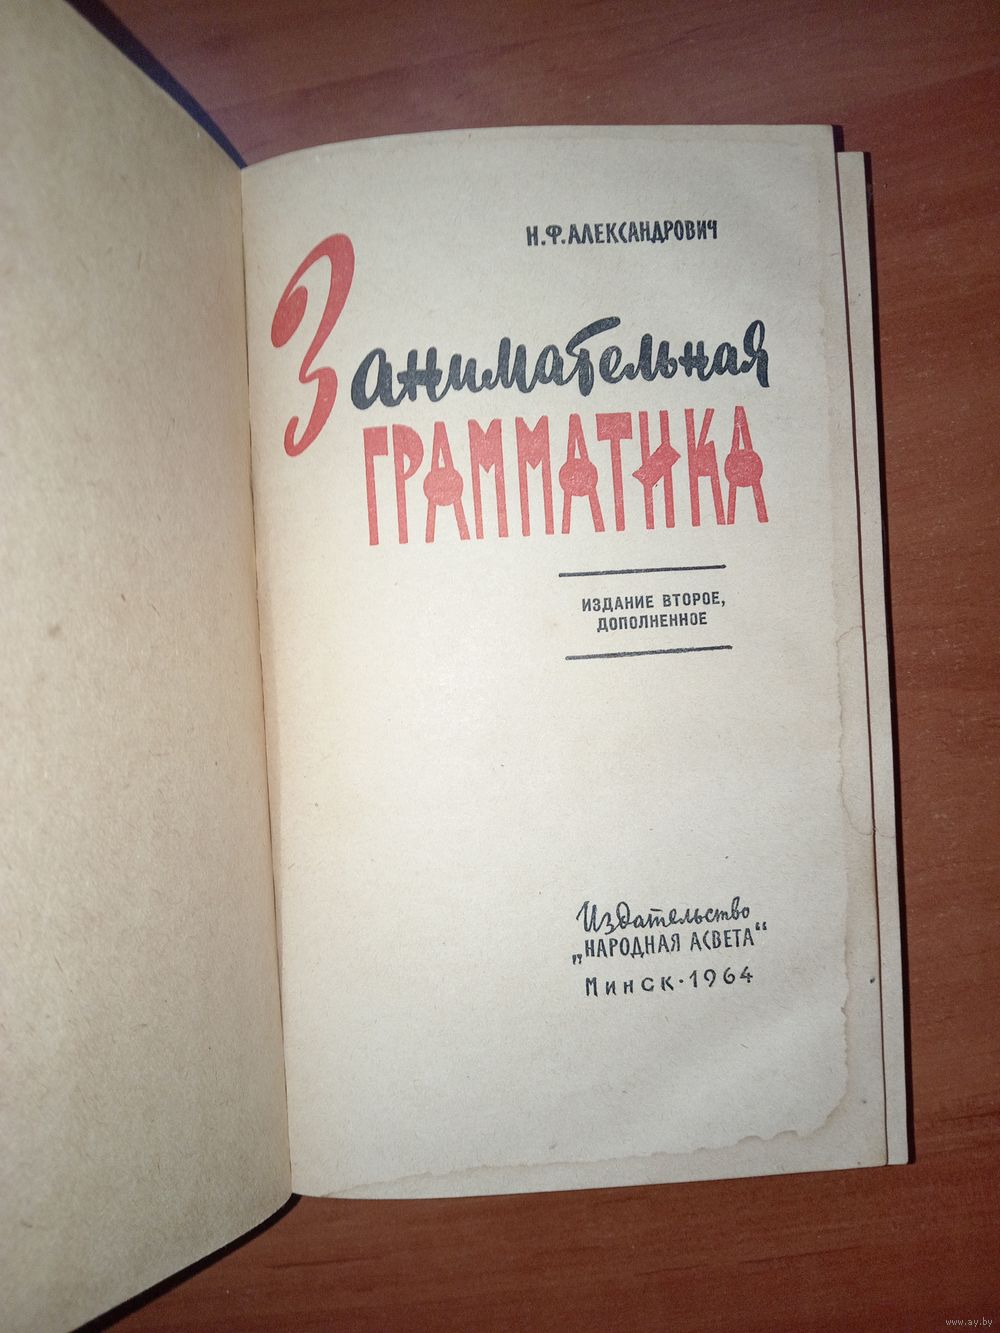 Н.Ф.АЛЕКСАНДРОВИЧ
Занимательная
ГРАММАТИКА
ИЗДАНИЕ ВТОРОЕ,
ДОПОЛНЕННОЕ
Издательство
„НАРОДНАЯ АСВЕТА“
Минск·1964
www.ay.by